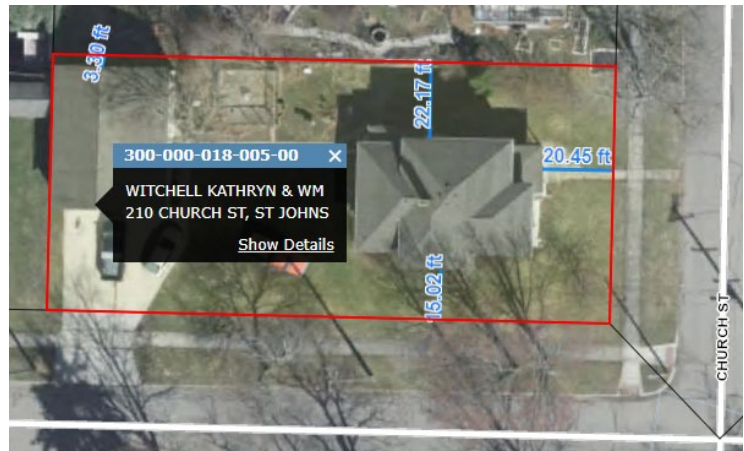 3.30 ft
22.17 ft
300-000-018-005-00 ×
20.45 ft
WITCHELL KATHRYN & WM
210 CHURCH ST, ST JOHNS
Show Details
15.02 ft
CHURCH ST